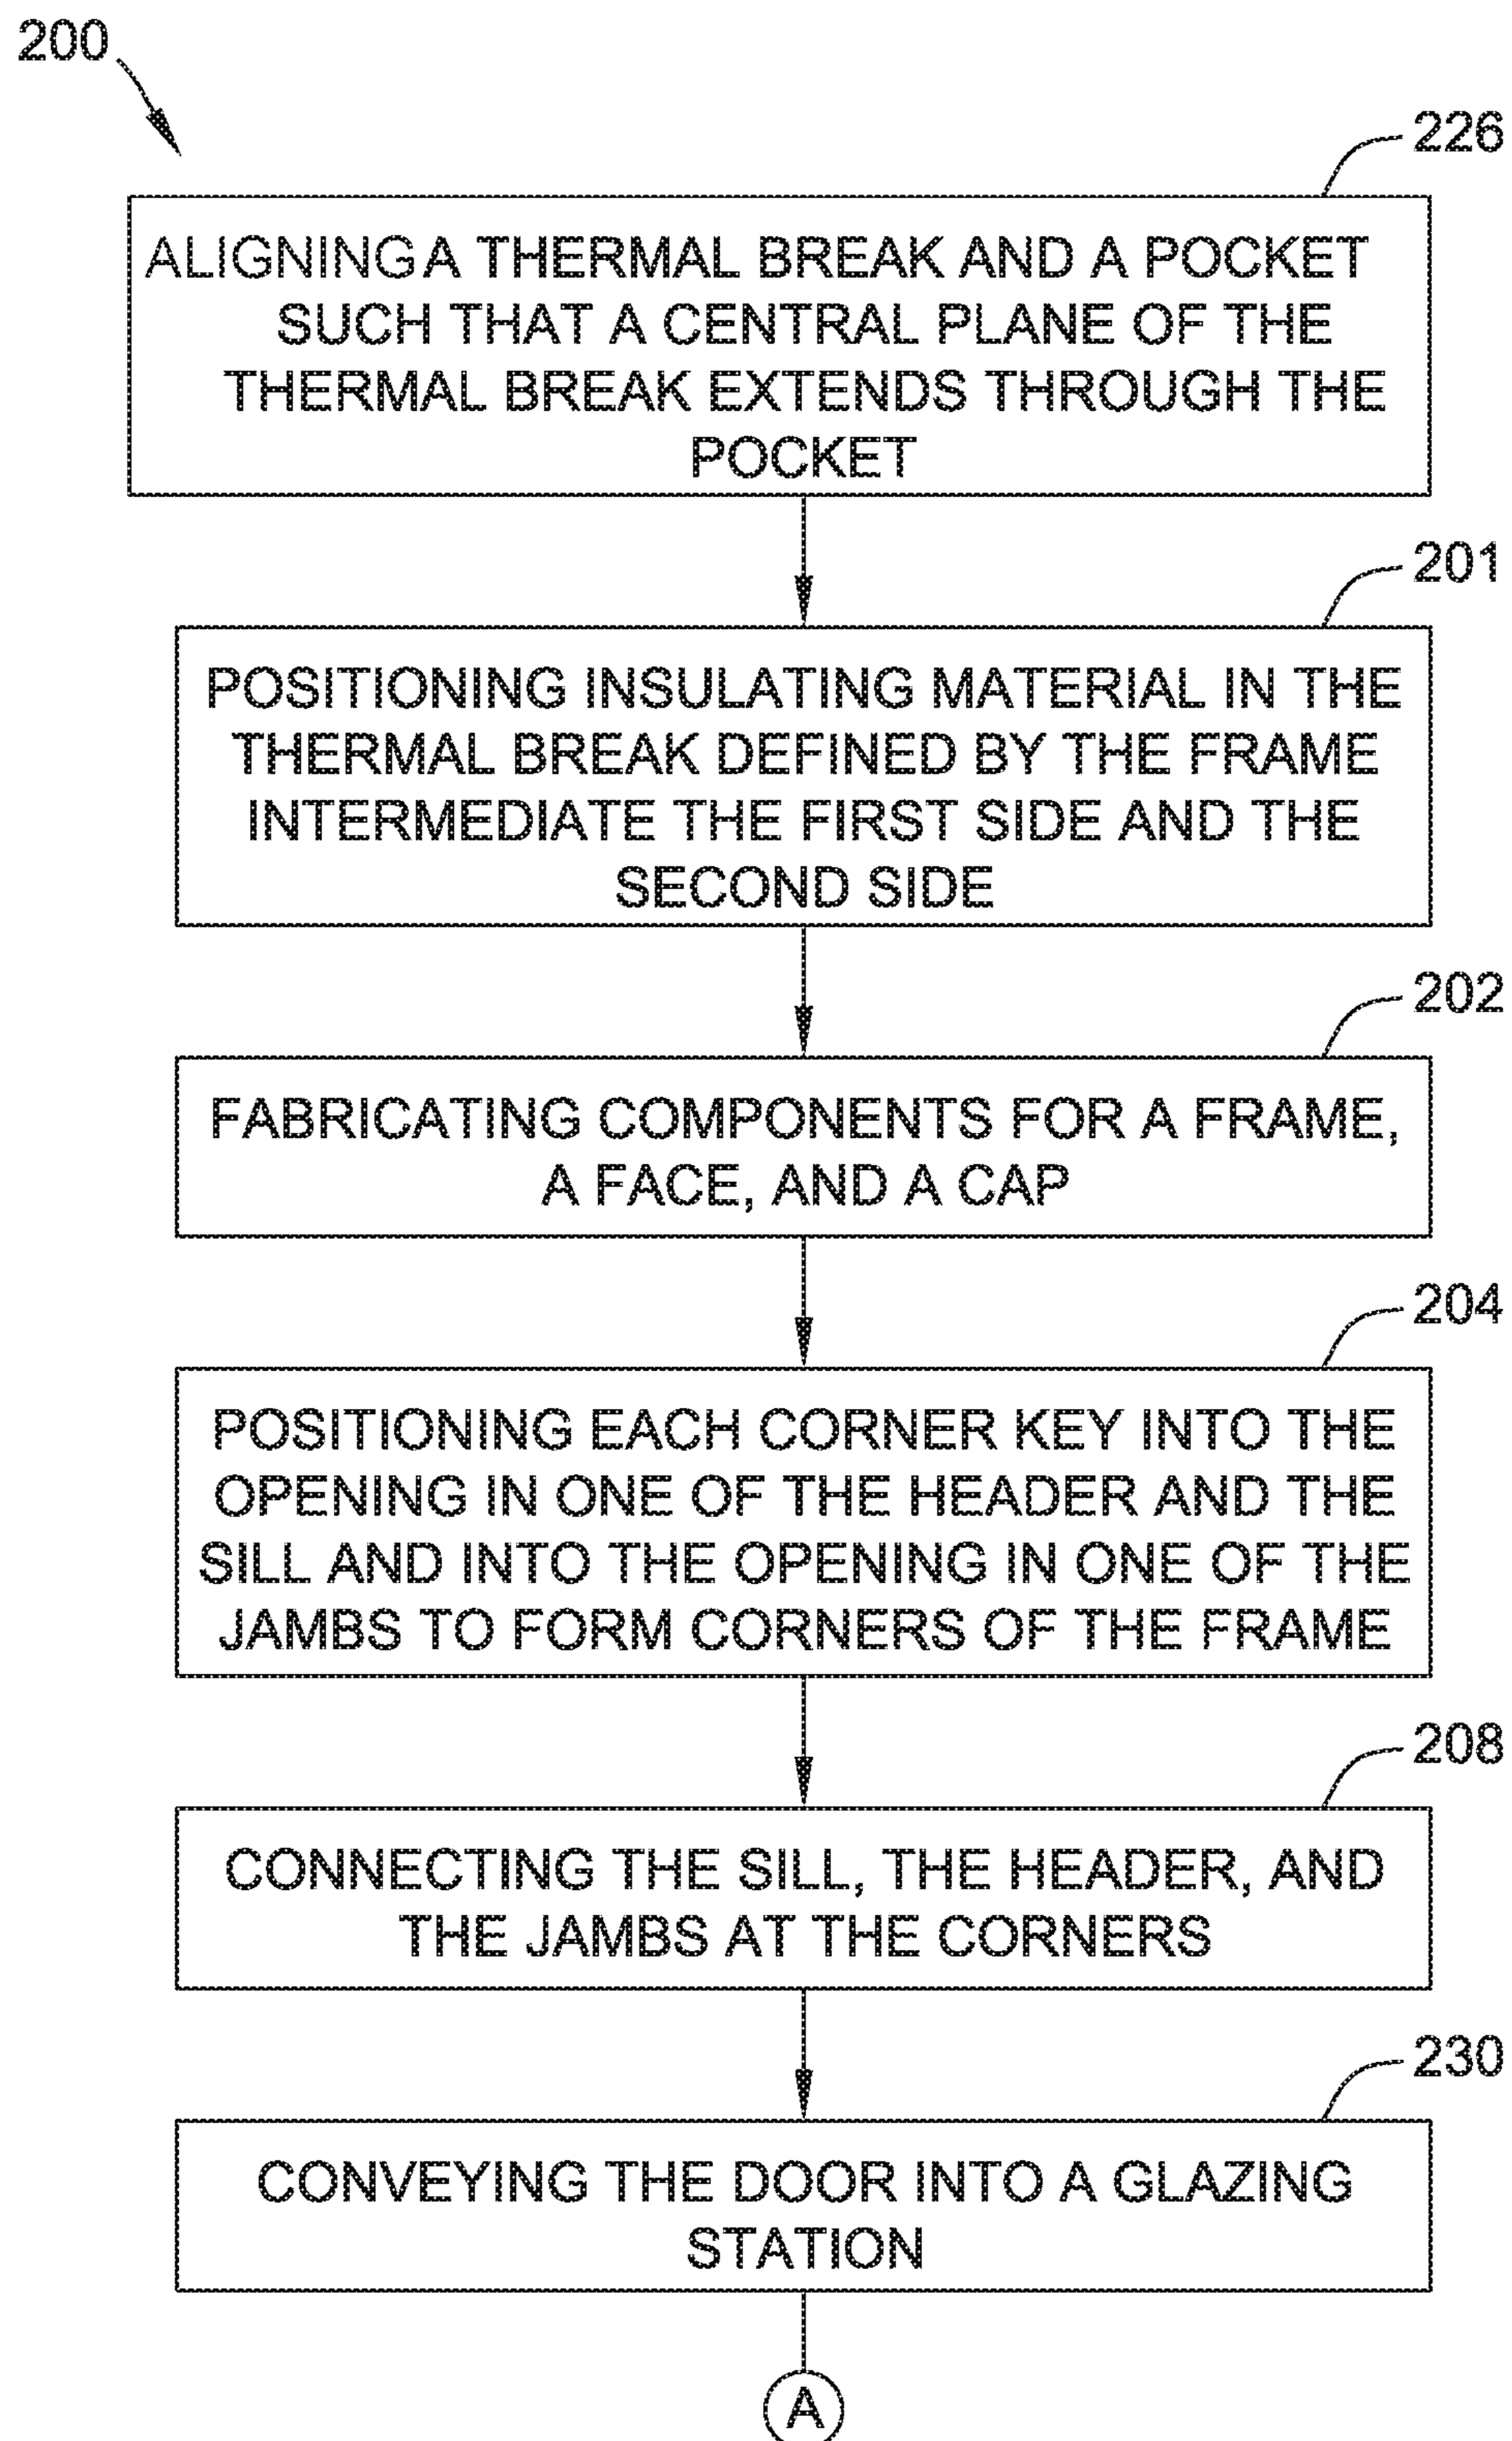 200
226
ALIGNING A THERMAL BREAK AND A POCKET
SUCH THAT A CENTRAL PLANE OF THE
THERMAL BREAK EXTENDS THROUGH THE
POCKET
201
POSITIONING INSULATING MATERIAL IN THE
THERMAL BREAK DEFINED BY THE FRAME
INTERMEDIATE THE FIRST SIDE AND THE
SECOND SIDE
202
FABRICATING COMPONENTS FOR A FRAME,
A FACE, AND A CAP
204
POSITIONING EACH CORNER KEY INTO THE
OPENING IN ONE OF THE HEADER AND THE
SILL AND INTO THE OPENING IN ONE OF THE
JAMBS TO FORM CORNERS OF THE FRAME
208
CONNECTING THE SILL, THE HEADER, AND
THE JAMBS AT THE CORNERS
230
CONVEYING THE DOOR INTO A GLAZING
STATION
A